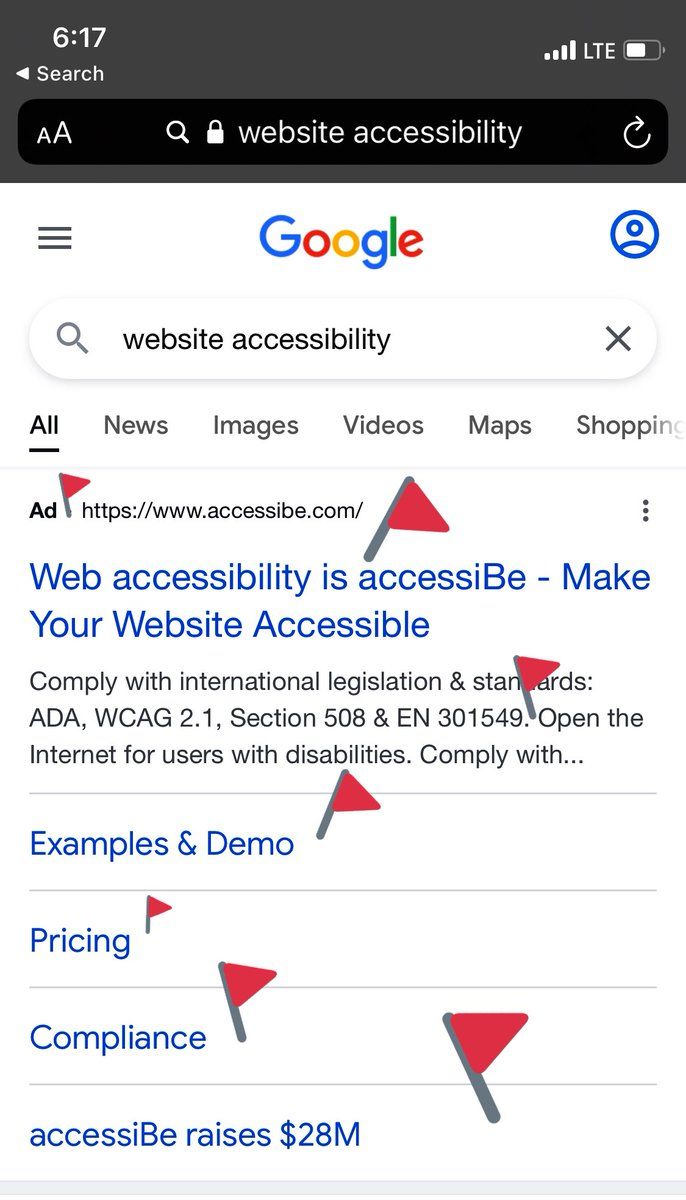 6:17
LTE
◀ Search
AA website accessibility
Google
website accessibility
All News Images Videos Maps Shopping
Ad https://www.accessibe.com/
Web accessibility is accessiBe - Make
Your Website Accessible
Comply with international legislation & standards:
ADA, WCAG 2.1, Section 508 & EN 301549. Open the
Internet for users with disabilities. Comply with...
Examples & Demo
Pricing
Compliance
accessiBe raises $28M